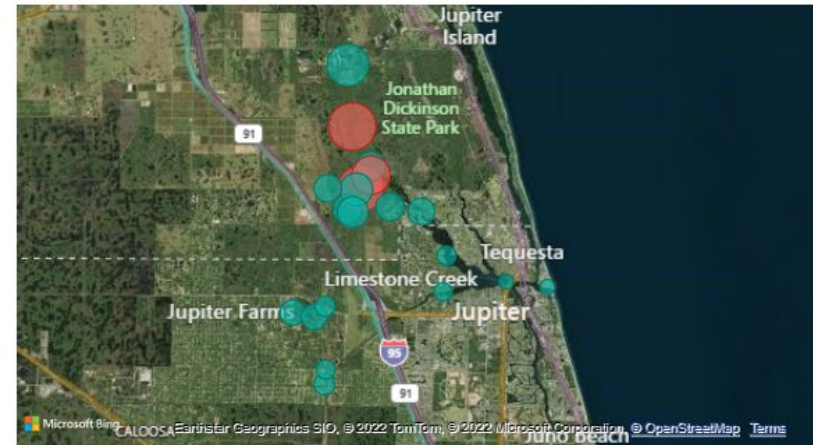 Jupiter
Island
Jonathan
Dickinson
State Park
91
Tequesta
Limestone Creek
Jupiter Farms
Jupiter
95
91
Microsoft Bing
CALOOSA
Earthstar Geographics SIO, © 2022 TomTom, © 2022 Microsoft Corporation, © OpenStreetMap Terms
Juno Beach